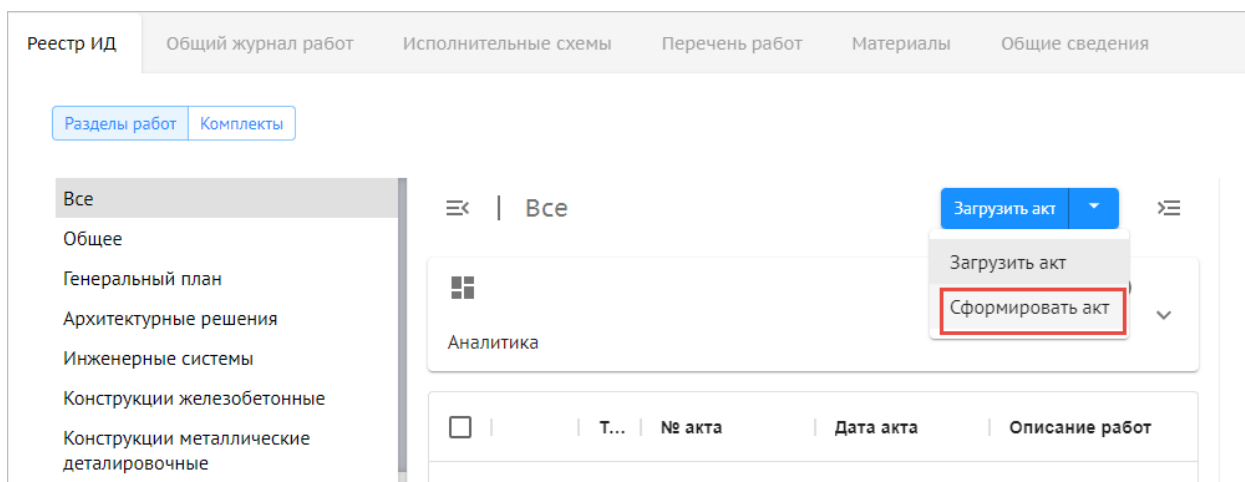 Реестр ИД Общий журнал работ Исполнительные схемы Перечень работ Материалы Общие сведения
Разделы работ Комплекты
Все
Общее
Генеральный план
Архитектурные решения
Инженерные системы
Конструкции железобетонные
Конструкции металлические
деталировочные
Все Загрузить акт
Загрузить акт
Сформировать акт
Аналитика
Т... № акта Дата акта Описание работ